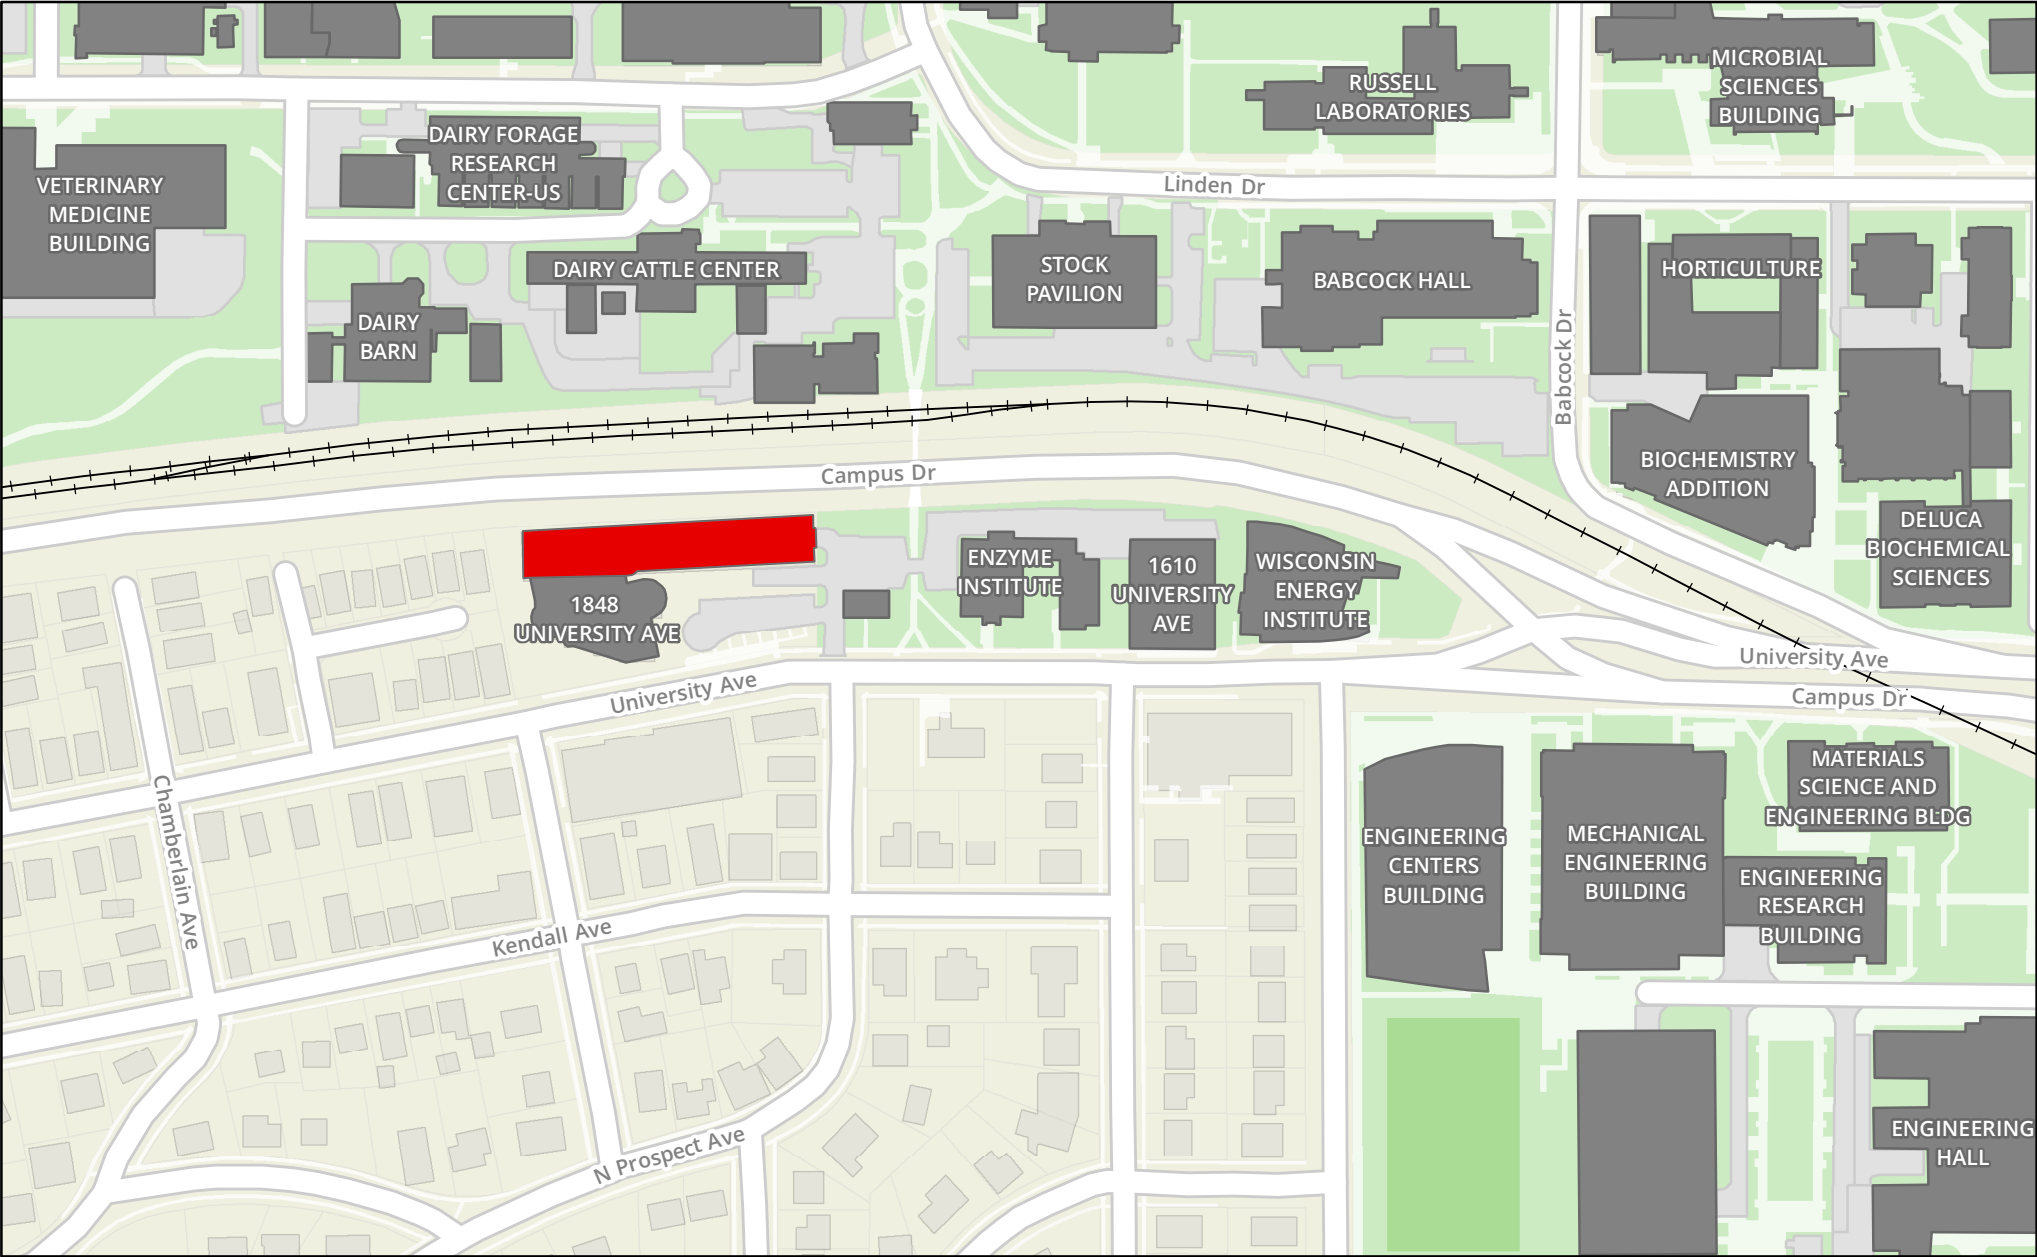 MICROBIAL
SCIENCES
BUILDING
RUSSELL
LABORATORIES
DAIRY FORAGE
RESEARCH
CENTER-US
VETERINARY
MEDICINE
BUILDING
Linden Dr
DAIRY CATTLE CENTER
STOCK
PAVILION
BABCOCK HALL
HORTICULTURE
DAIRY
BARN
Babcock Dr
Campus Dr
BIOCHEMISTRY
ADDITION
DELUCA
BIOCHEMICAL
SCIENCES
ENZYME
INSTITUTE
1610
UNIVERSITY
AVE
WISCONSIN
ENERGY
INSTITUTE
1848
UNIVERSITY AVE
University Ave
University Ave
Campus Dr
Chamberlain Ave
MATERIALS
SCIENCE AND
ENGINEERING BLDG
ENGINEERING
CENTERS
BUILDING
MECHANICAL
ENGINEERING
BUILDING
ENGINEERING
RESEARCH
BUILDING
Kendall Ave
N Prospect Ave
ENGINEERING
HALL